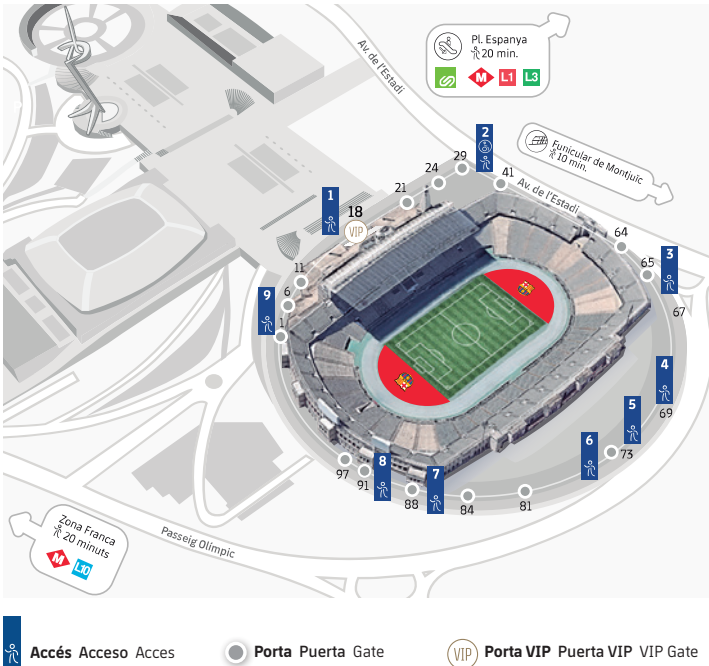 Pl. Espanya
20 min.
M L1 L3
Av. de l'Estadi
Funicular de Montjuïc
10 min.
Av. de l'Estadi
2
29
24
41
21
1
18
VIP
64
65
3
11
6
9
1
67
4
69
5
73
6
97
91
8
88
7
84
81
Zona Franca
20 minuts
M L10
Passeig Olímpic
Accés Acceso Acces
Porta Puerta Gate
VIP Porta VIP Puerta VIP VIP Gate